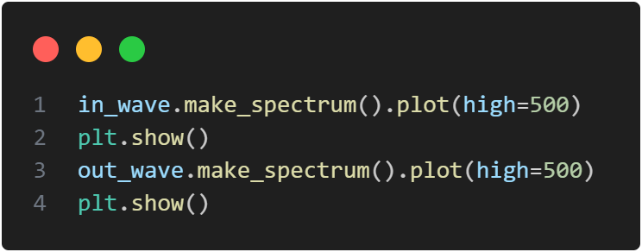 1 in_wave.make_spectrum().plot(high=500)
2 plt.show()
3 out_wave.make_spectrum().plot(high=500)
4 plt.show()